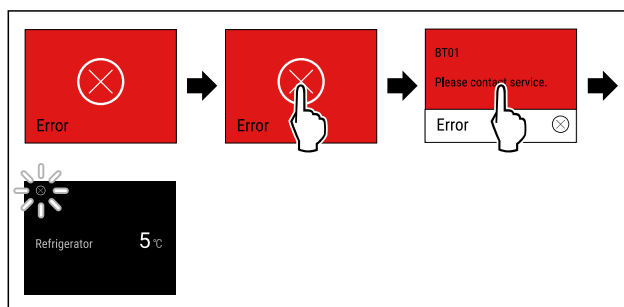 Error
Error
BT01
Please contact service.
Error
Refrigerator 5 °C